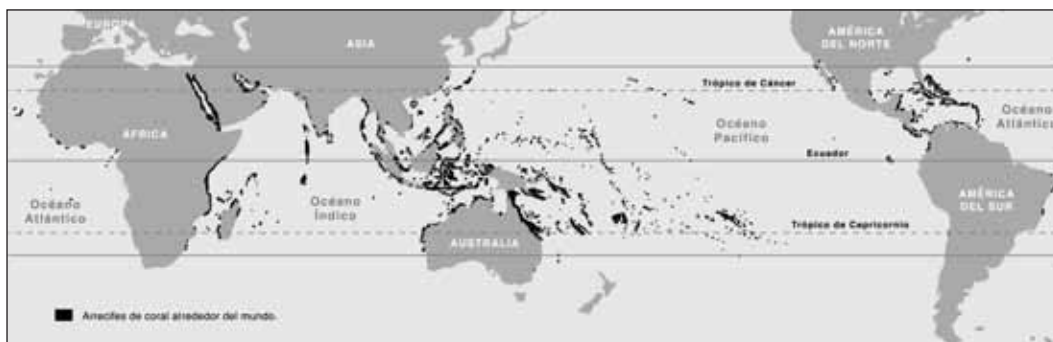 EUROPA
ASIA
AMÉRICA
DEL NORTE
Trópico de Cáncer
Océano
Pacífico
Océano
Atlántico
ÁFRICA
Ecuador
Océano
Atlántico
Océano
Índico
AMÉRICA
DEL SUR
Trópico de Capricornio
AUSTRALIA
Arrecifes de coral alrededor del mundo.